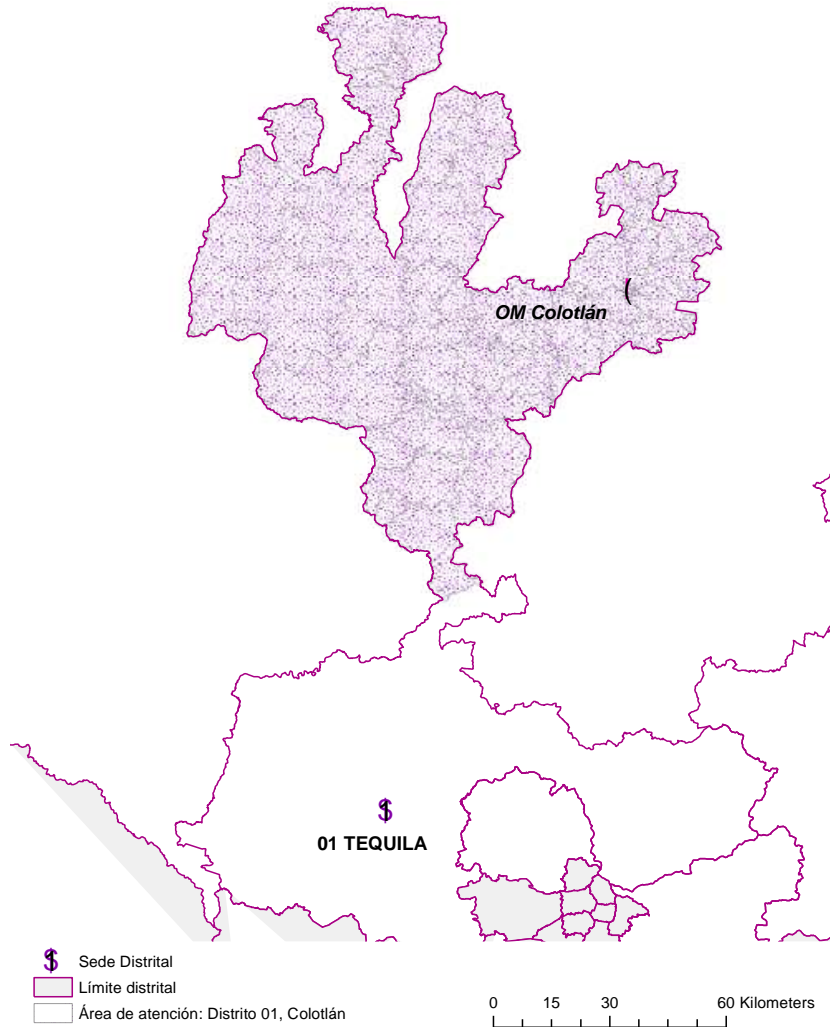 OM Colotlán
01 TEQUILA
Sede Distrital
Límite distrital
Área de atención: Distrito 01, Colotlán
0 15 30 60 Kilometers